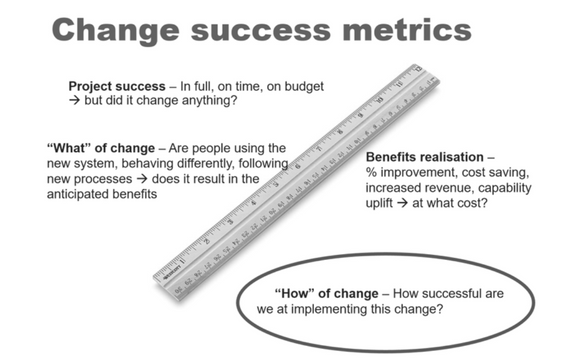 Change success metrics
Project success – In full, on time, on budget
→ but did it change anything?
“What” of change – Are people using the
new system, behaving differently, following
new processes → does it result in the
anticipated benefits
Benefits realisation –
% improvement, cost saving,
increased revenue, capability
uplift → at what cost?
“How” of change – How successful are
we at implementing this change?